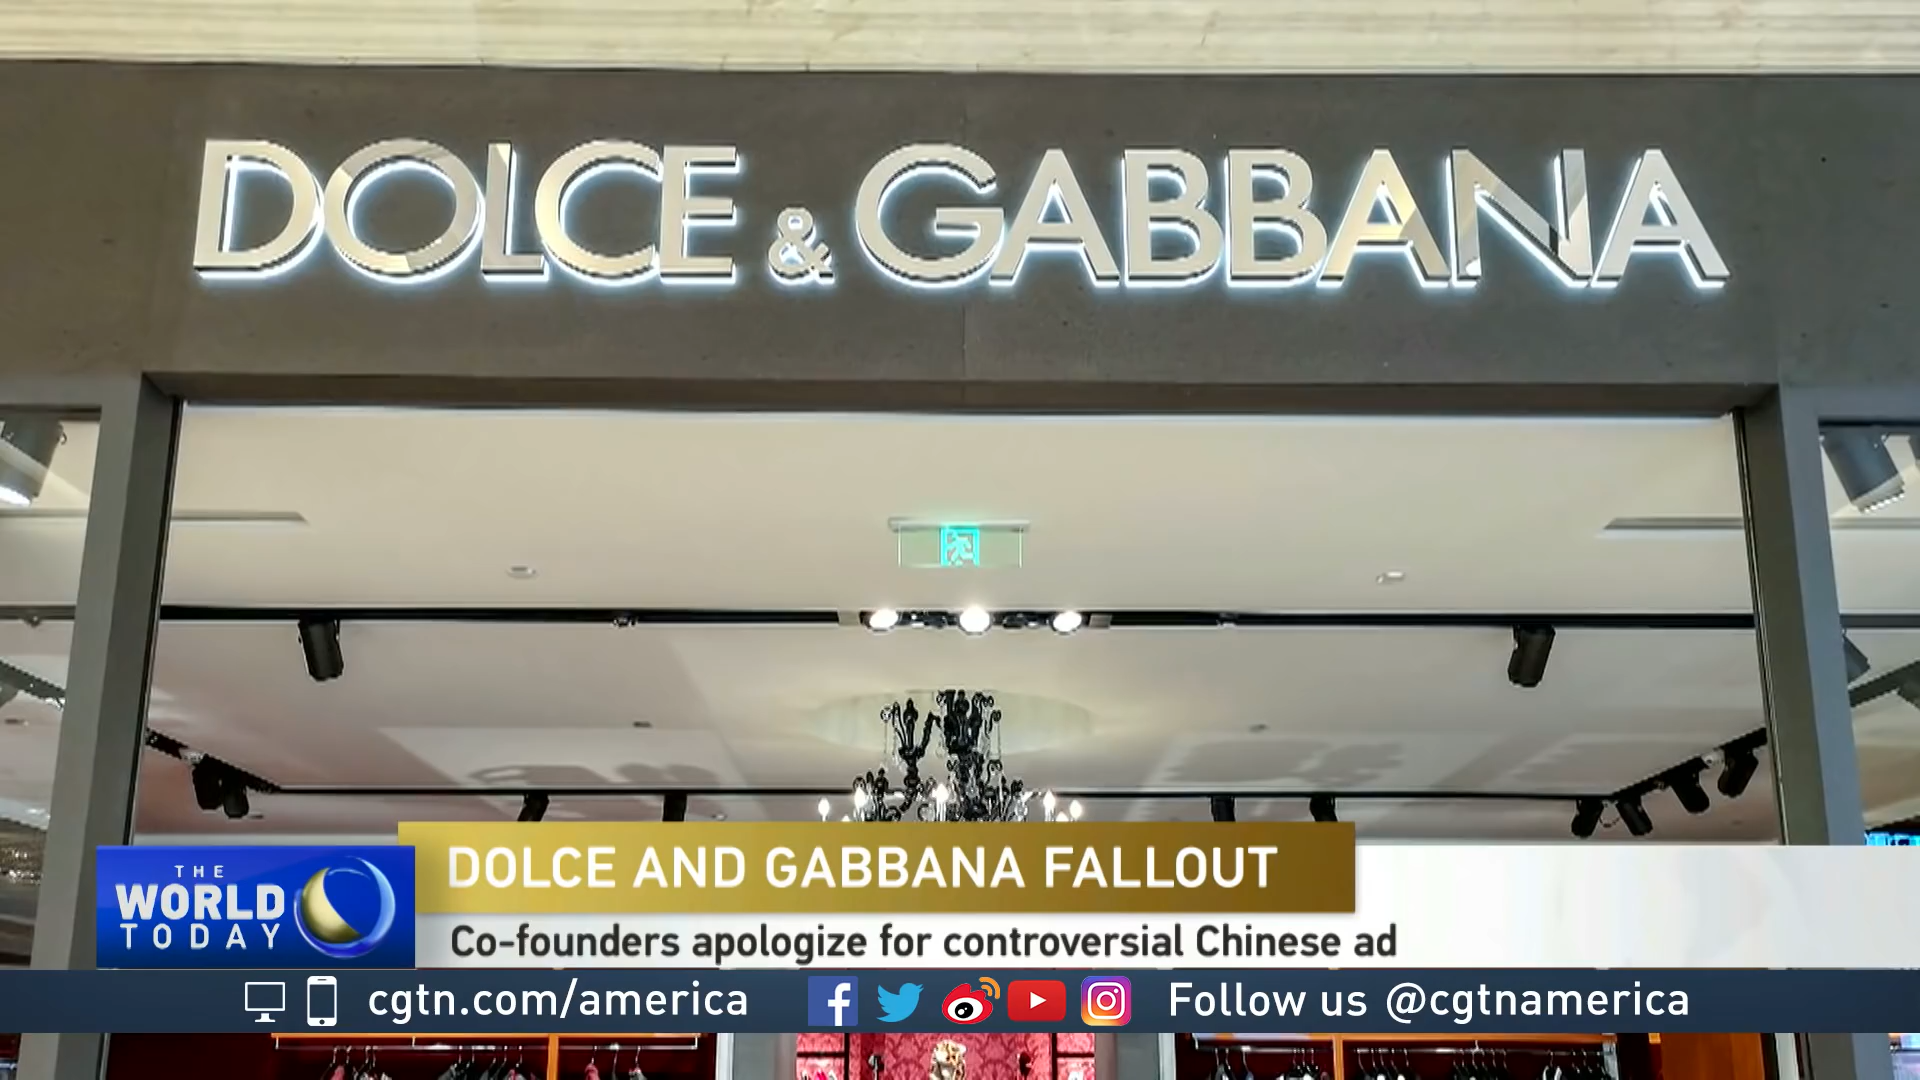 DOLCE & GABBANA
DOLCE AND GABBANA FALLOUT
THE
WORLD
TODAY
Co-founders apologize for controversial Chinese ad
cgtn.com/america
Follow us @cgtnamerica